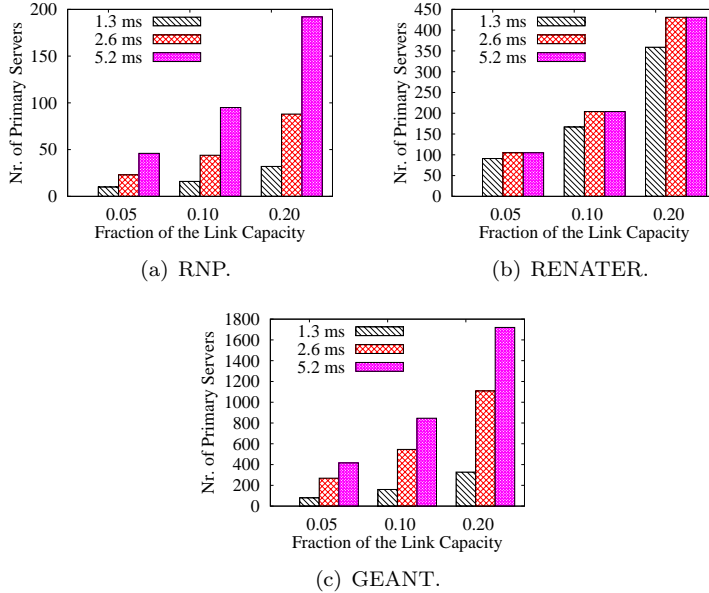 200
150
100
50
0
Nr. of Primary Servers
1.3 ms
2.6 ms
5.2 ms
0.05 0.10 0.20
Fraction of the Link Capacity
(a) RNP.
450
400
350
300
250
200
150
100
50
0
Nr. of Primary Servers
1.3 ms
2.6 ms
5.2 ms
0.05 0.10 0.20
Fraction of the Link Capacity
(b) RENATER.
1800
1600
1400
1200
1000
800
600
400
200
0
Nr. of Primary Servers
1.3 ms
2.6 ms
5.2 ms
0.05 0.10 0.20
Fraction of the Link Capacity
(c) GEANT.